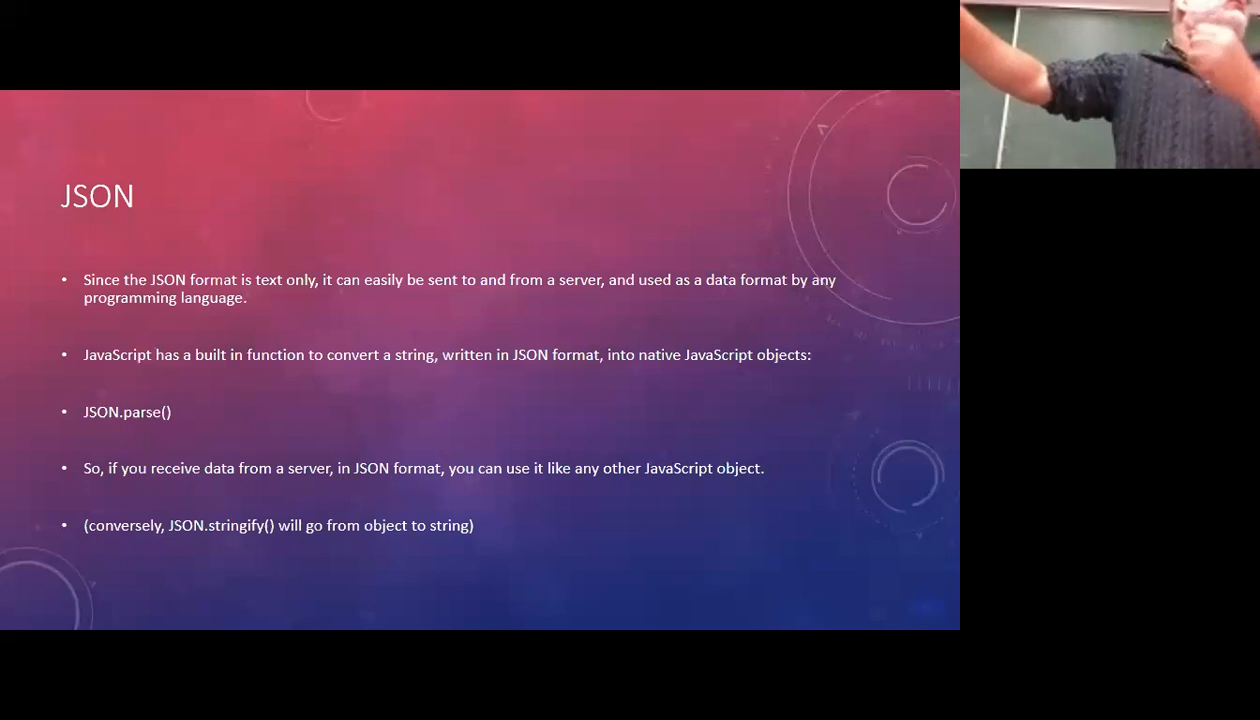 JSON
• Since the JSON format is text only, it can easily be sent to and from a server, and used as a data format by any
programming language.
• JavaScript has a built in function to convert a string, written in JSON format, into native JavaScript objects:
• JSON.parse()
• So, if you receive data from a server, in JSON format, you can use it like any other JavaScript object.
• (conversely, JSON.stringify() will go from object to string)